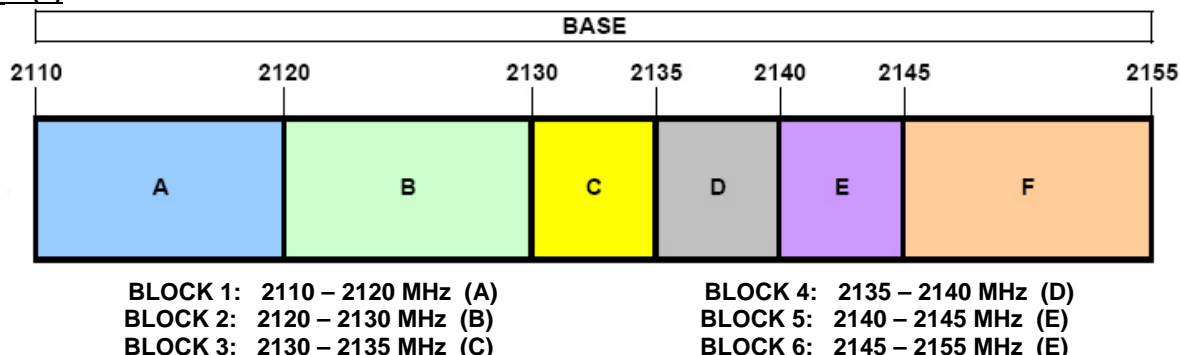 BASE
2110 2120 2130 2135 2140 2145 2155
A B C D E F
BLOCK 1: 2110 – 2120 MHz (A) BLOCK 4: 2135 – 2140 MHz (D)
BLOCK 2: 2120 – 2130 MHz (B) BLOCK 5: 2140 – 2145 MHz (E)
BLOCK 3: 2130 – 2135 MHz (C) BLOCK 6: 2145 – 2155 MHz (E)